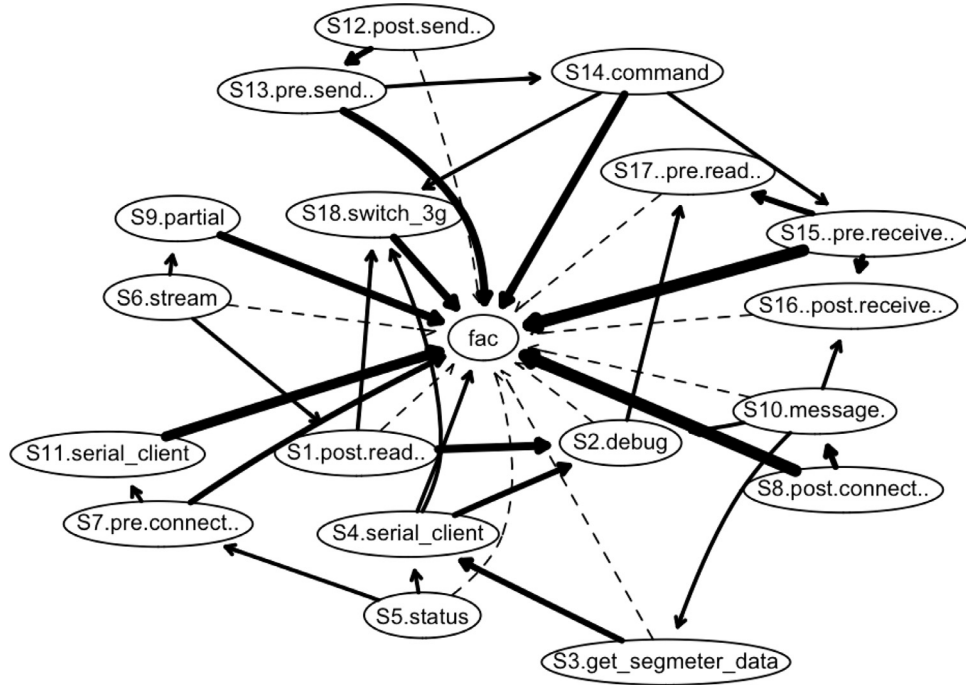 S12.post.send..
S13.pre.send..
S14.command
S17..pre.read..
S9.partial
S18.switch_3g
S15..pre.receive..
S6.stream
S16..post.receive..
fac
S10.message.
S11.serial_client
S1.post.read..
S2.debug
S8.post.connect..
S7.pre.connect..
S4.serial_client
S5.status
S3.get_segmeter_data